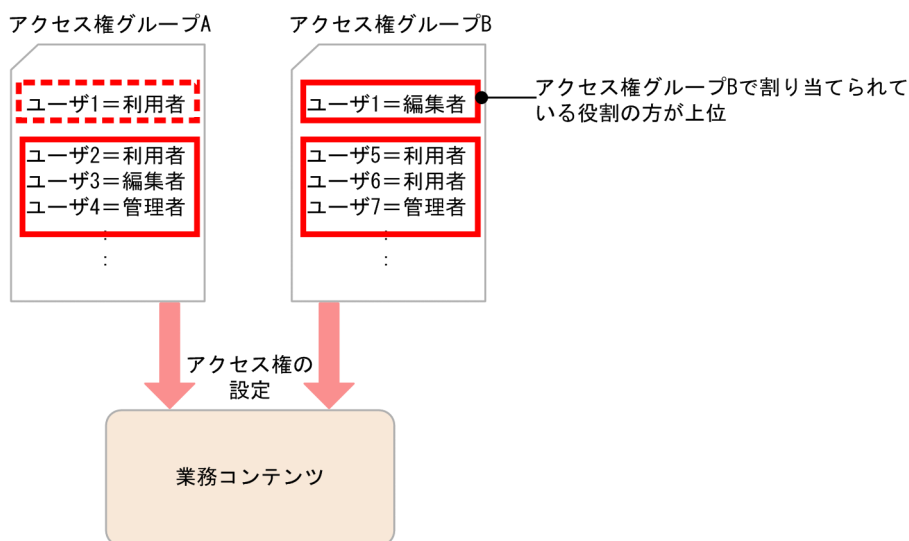 アクセス権グループA
ユーザ1＝利用者
ユーザ2＝利用者
ユーザ3＝編集者
ユーザ4＝管理者
:
:
アクセス権グループB
ユーザ1＝編集者
ユーザ5＝利用者
ユーザ6＝利用者
ユーザ7＝管理者
:
:
アクセス権グループBで割り当てられて
いる役割の方が上位
アクセス権の
設定
業務コンテンツ